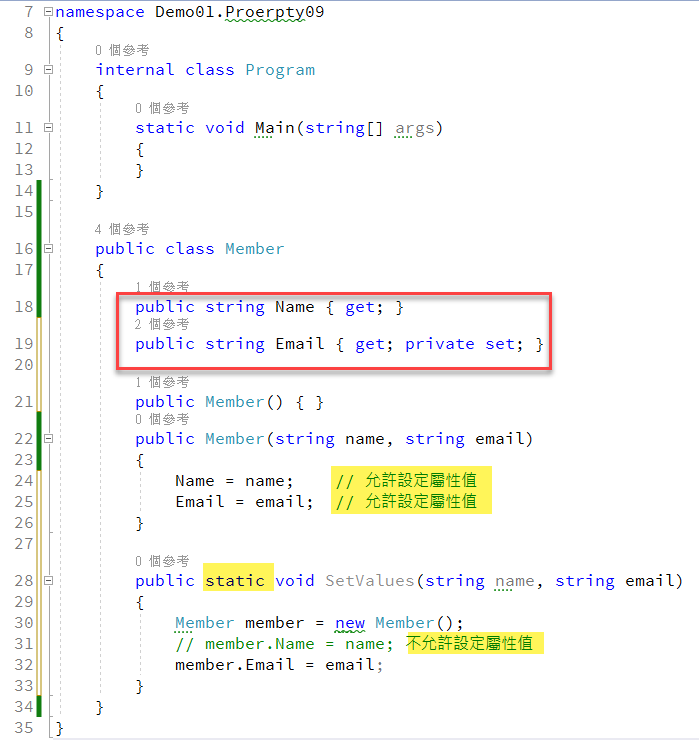 7 namespace Demo01.Proerpty09
8 {
0 個參考
9 internal class Program
10 {
0 個參考
11 static void Main(string[] args)
12 {
13 }
14 }
15
4 個參考
16 public class Member
17 {
1 個參考
18 public string Name { get; }
2 個參考
19 public string Email { get; private set; }
20
1 個參考
21 public Member() { }
0 個參考
22 public Member(string name, string email)
23 {
24 Name = name; // 允許設定屬性值
25 Email = email; // 允許設定屬性值
26 }
27
0 個參考
28 public static void SetValues(string name, string email)
29 {
30 Member member = new Member();
31 // member.Name = name; 不允許設定屬性值
32 member.Email = email;
33 }
34 }
35 }